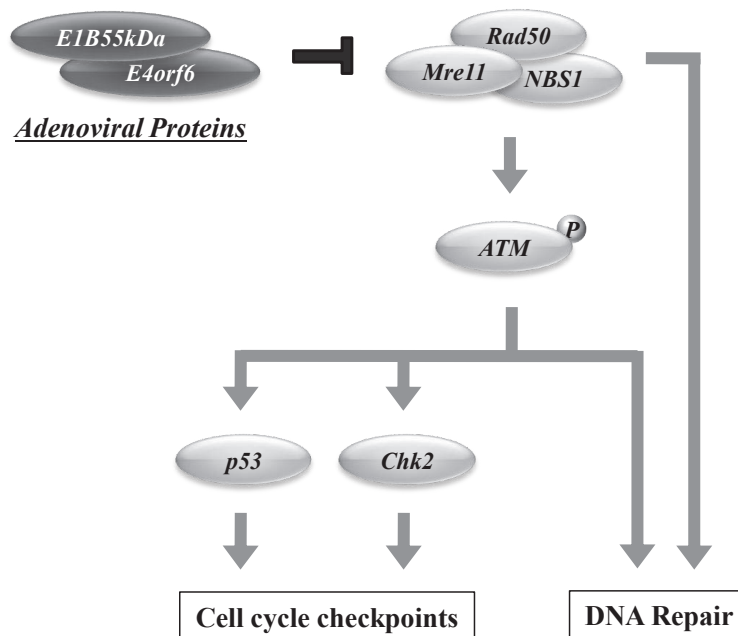 E1B55kDa
E4orf6
Adenoviral Proteins
Rad50
Mre11
NBS1
ATM
P
p53
Chk2
Cell cycle checkpoints
DNA Repair